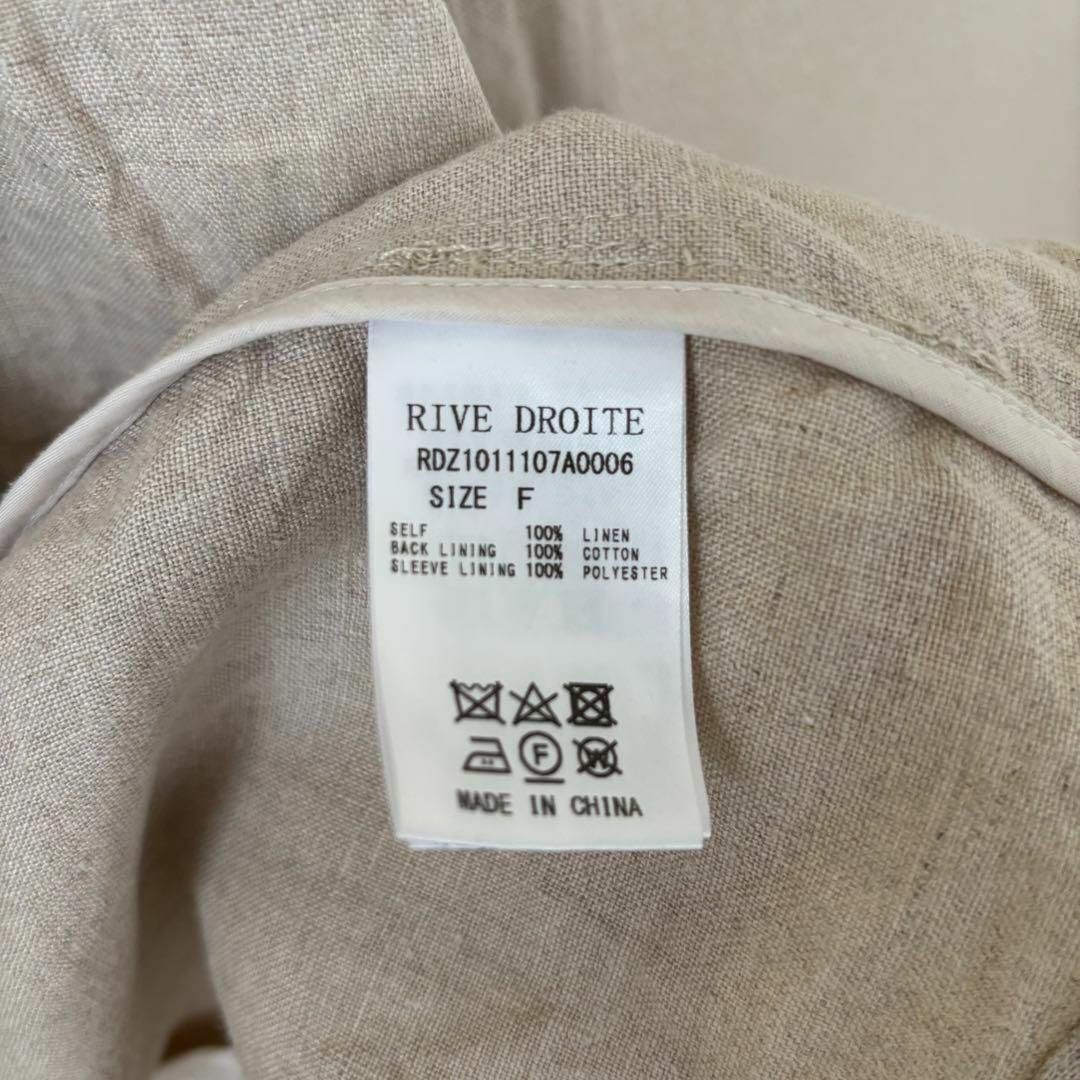 RIVE DROITE
RDZ1011107A0006
SIZE F
SELF 100% LINEN
BACK LINING 100% COTTON
SLEEVE LINING 100% POLYESTER
F W
MADE IN CHINA